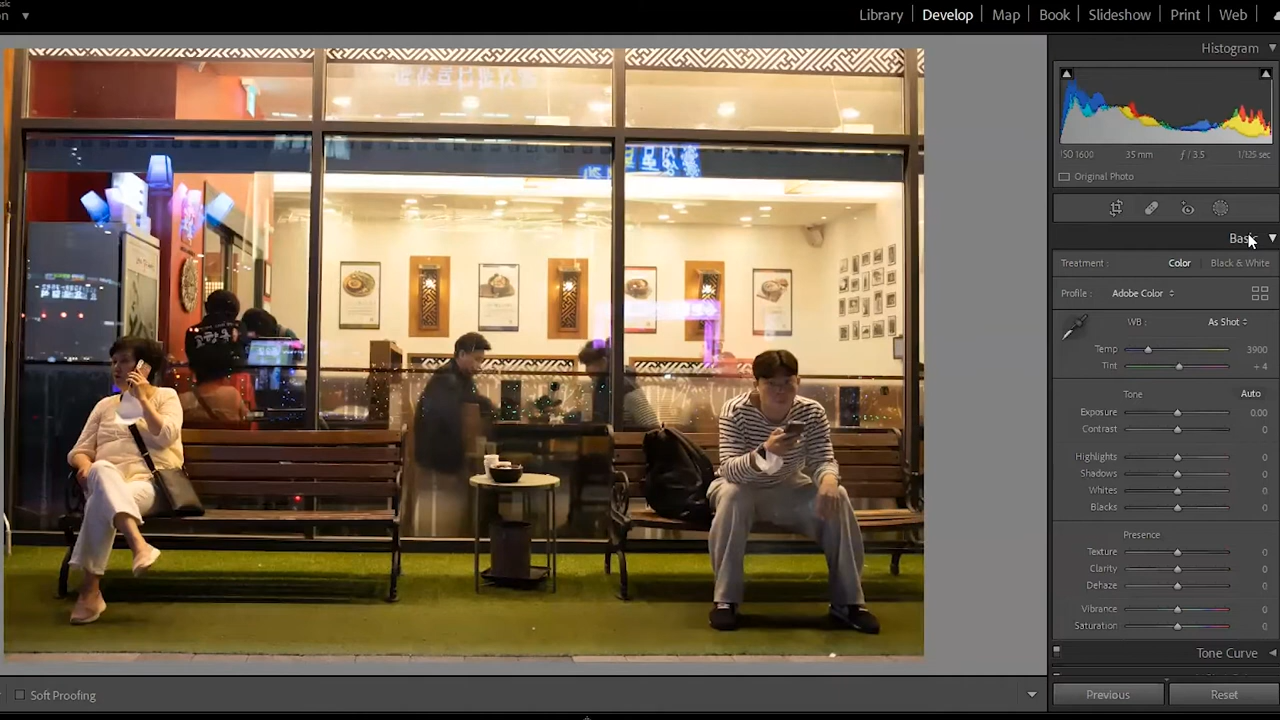 Library | Develop | Map | Book | Slideshow | Print | Web
Histogram
ISO 1600 35 mm ƒ / 3.5 1/125 sec
Original Photo
Basic
Treatment : Color Black & White
Profile : Adobe Color
WB : As Shot
Temp 3900
Tint + 4
Tone Auto
Exposure 0.00
Contrast 0
Highlights 0
Shadows 0
Whites 0
Blacks 0
Presence
Texture 0
Clarity 0
Dehaze 0
Vibrance 0
Saturation 0
Tone Curve
Previous Reset
Soft Proofing